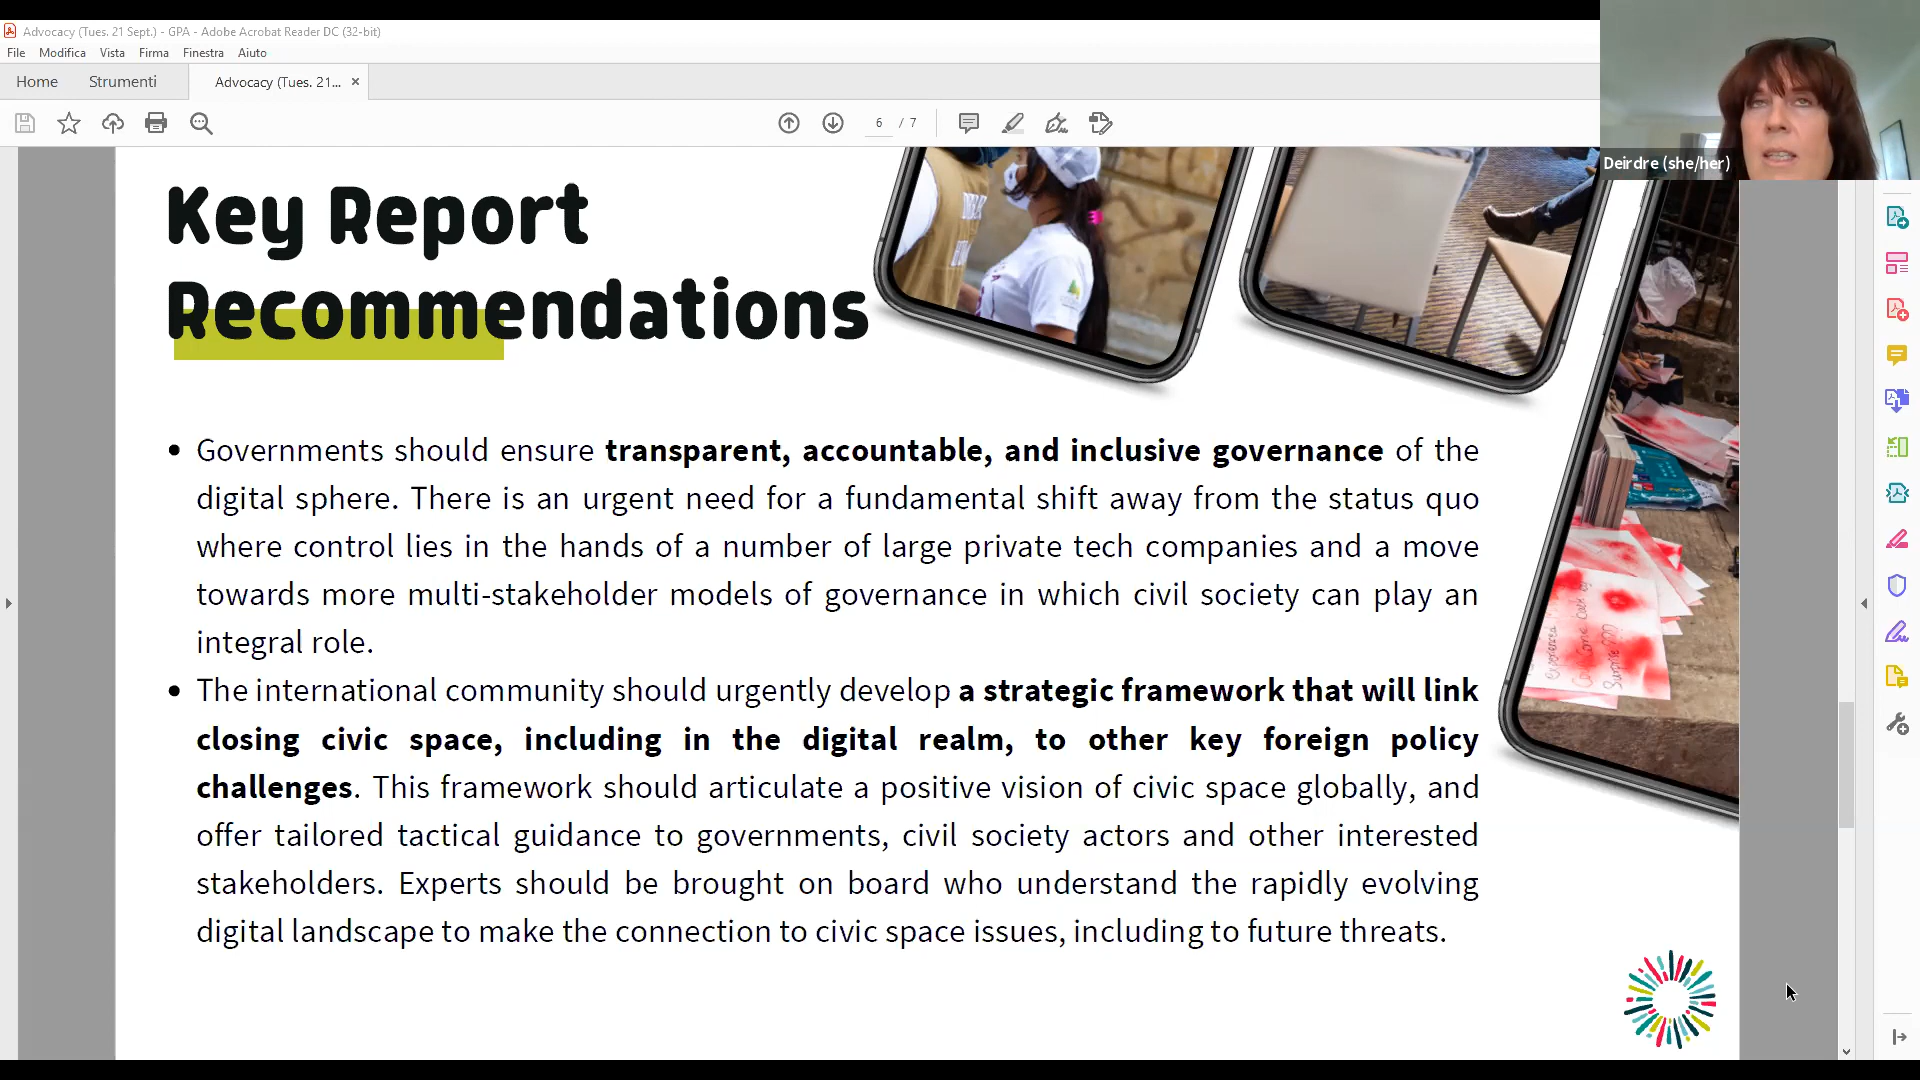 Advocacy (Tues. 21 Sept.) - GPA - Adobe Acrobat Reader DC (32-bit)
File Modifica Vista Firma Finestra Aiuto
Home Strumenti Advocacy (Tues. 21... ×
6 / 7
Deirdre (she/her)
Key Report
Recommendations
• Governments should ensure transparent, accountable, and inclusive governance of the
digital sphere. There is an urgent need for a fundamental shift away from the status quo
where control lies in the hands of a number of large private tech companies and a move
towards more multi-stakeholder models of governance in which civil society can play an
integral role.
• The international community should urgently develop a strategic framework that will link
closing civic space, including in the digital realm, to other key foreign policy
challenges. This framework should articulate a positive vision of civic space globally, and
offer tailored tactical guidance to governments, civil society actors and other interested
stakeholders. Experts should be brought on board who understand the rapidly evolving
digital landscape to make the connection to civic space issues, including to future threats.